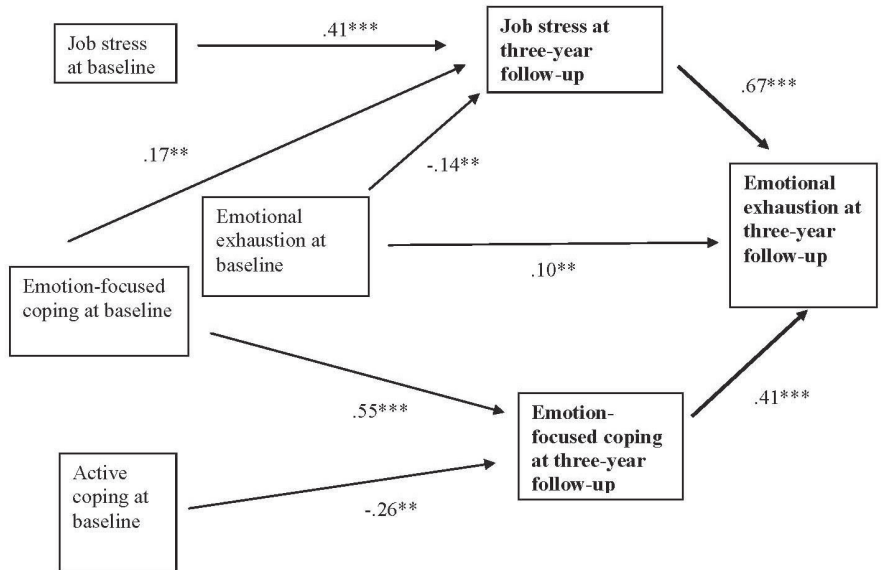 Job stress
at baseline
.41***
Job stress at
three-year
follow-up
.67***
.17**
-.14**
Emotional
exhaustion at
baseline
Emotional
exhaustion at
three-year
follow-up
.10**
Emotion-focused
coping at baseline
.55***
Emotion-
focused coping
at three-year
follow-up
.41***
Active
coping at
baseline
-.26**